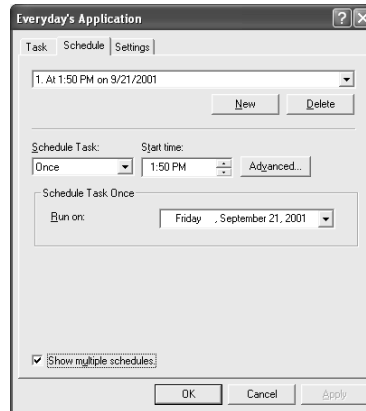 Everyday's Application
Task Schedule Settings
1. At 1:50 PM on 9/21/2001
New Delete
Schedule Task: Start time:
Once 1:50 PM Advanced...
Schedule Task Once
Run on: Friday , September 21, 2001
Show multiple schedules.
OK Cancel Apply